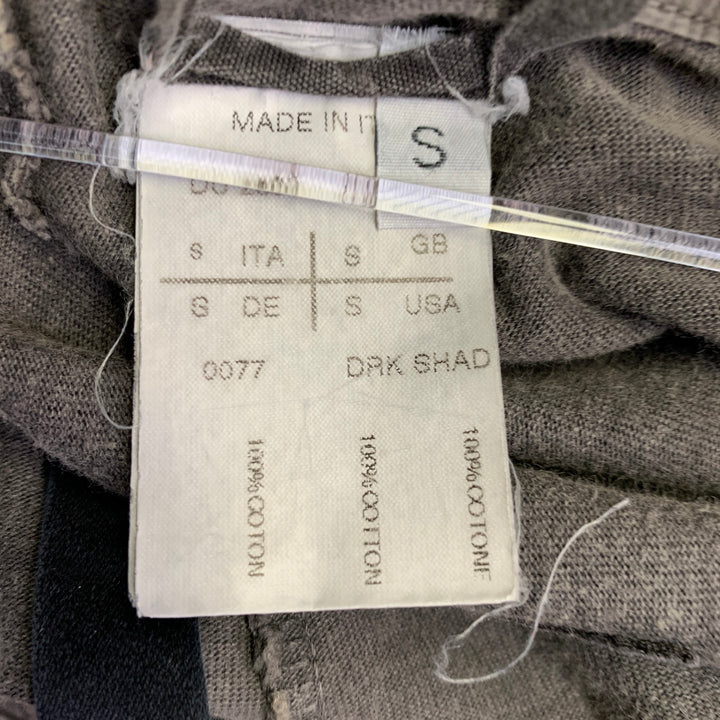 MADE IN IT
S
S ITA S GB
S DE S USA
0077 DRK SHAD
100%COTON
100%COTTON
100%COTONE